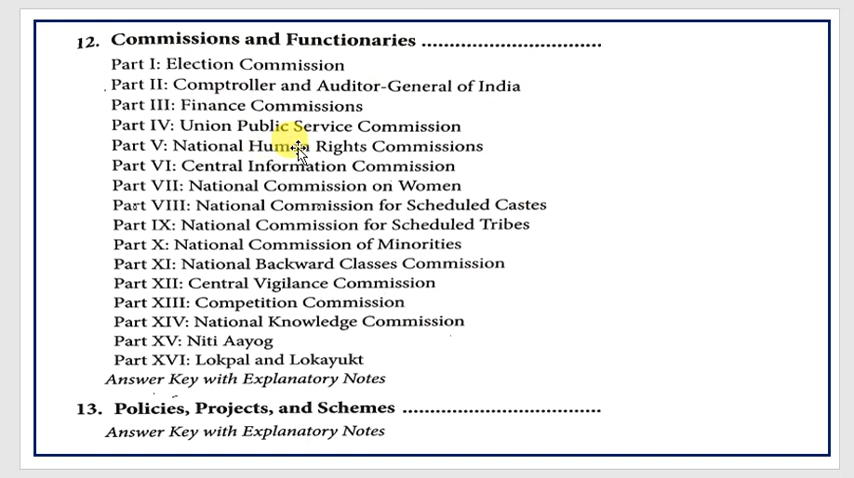 12. Commissions and Functionaries ..................................
Part I: Election Commission
Part II: Comptroller and Auditor-General of India
Part III: Finance Commissions
Part IV: Union Public Service Commission
Part V: National Human Rights Commissions
Part VI: Central Information Commission
Part VII: National Commission on Women
Part VIII: National Commission for Scheduled Castes
Part IX: National Commission for Scheduled Tribes
Part X: National Commission of Minorities
Part XI: National Backward Classes Commission
Part XII: Central Vigilance Commission
Part XIII: Competition Commission
Part XIV: National Knowledge Commission
Part XV: Niti Aayog
Part XVI: Lokpal and Lokayukt
Answer Key with Explanatory Notes
13. Policies, Projects, and Schemes .....................................
Answer Key with Explanatory Notes